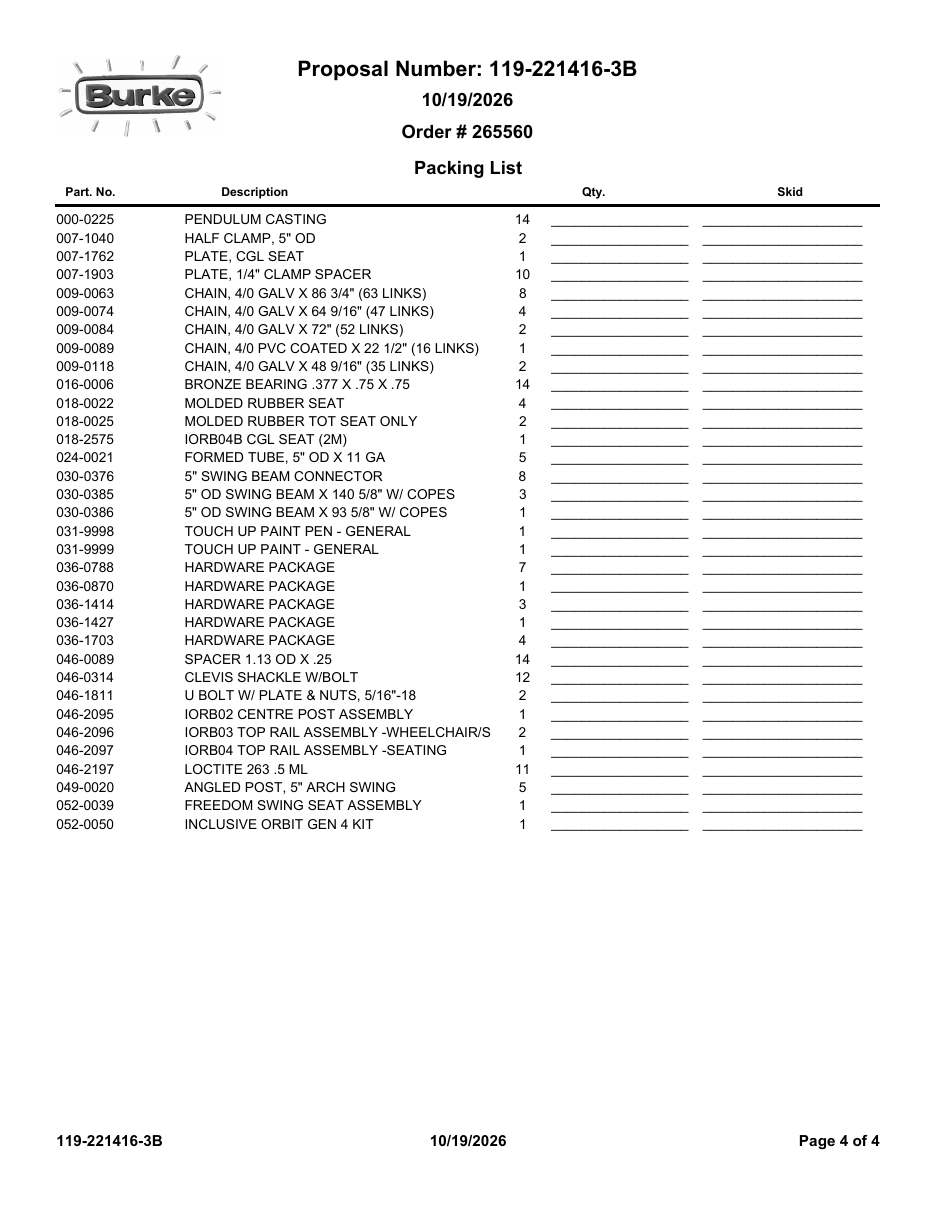 Burke
Proposal Number: 119-221416-3B
10/19/2026
Order # 265560
Packing List
Part. No. Description Qty. Skid
000-0225 PENDULUM CASTING 14
007-1040 HALF CLAMP, 5" OD 2
007-1762 PLATE, CGL SEAT 1
007-1903 PLATE, 1/4" CLAMP SPACER 10
009-0063 CHAIN, 4/0 GALV X 86 3/4" (63 LINKS) 8
009-0074 CHAIN, 4/0 GALV X 64 9/16" (47 LINKS) 4
009-0084 CHAIN, 4/0 GALV X 72" (52 LINKS) 2
009-0089 CHAIN, 4/0 PVC COATED X 22 1/2" (16 LINKS) 1
009-0118 CHAIN, 4/0 GALV X 48 9/16" (35 LINKS) 2
016-0006 BRONZE BEARING .377 X .75 X .75 14
018-0022 MOLDED RUBBER SEAT 4
018-0025 MOLDED RUBBER TOT SEAT ONLY 2
018-2575 IORB04B CGL SEAT (2M) 1
024-0021 FORMED TUBE, 5" OD X 11 GA 5
030-0376 5" SWING BEAM CONNECTOR 8
030-0385 5" OD SWING BEAM X 140 5/8" W/ COPES 3
030-0386 5" OD SWING BEAM X 93 5/8" W/ COPES 1
031-9998 TOUCH UP PAINT PEN - GENERAL 1
031-9999 TOUCH UP PAINT - GENERAL 1
036-0788 HARDWARE PACKAGE 7
036-0870 HARDWARE PACKAGE 1
036-1414 HARDWARE PACKAGE 3
036-1427 HARDWARE PACKAGE 1
036-1703 HARDWARE PACKAGE 4
046-0089 SPACER 1.13 OD X .25 14
046-0314 CLEVIS SHACKLE W/BOLT 12
046-1811 U BOLT W/ PLATE & NUTS, 5/16"-18 2
046-2095 IORB02 CENTRE POST ASSEMBLY 1
046-2096 IORB03 TOP RAIL ASSEMBLY -WHEELCHAIR/S 2
046-2097 IORB04 TOP RAIL ASSEMBLY -SEATING 1
046-2197 LOCTITE 263 .5 ML 11
049-0020 ANGLED POST, 5" ARCH SWING 5
052-0039 FREEDOM SWING SEAT ASSEMBLY 1
052-0050 INCLUSIVE ORBIT GEN 4 KIT 1
119-221416-3B 10/19/2026 Page 4 of 4